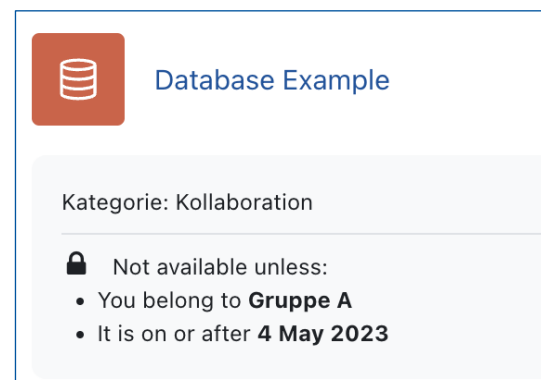 Database Example
Kategorie: Kollaboration
Not available unless:
• You belong to Gruppe A
• It is on or after 4 May 2023